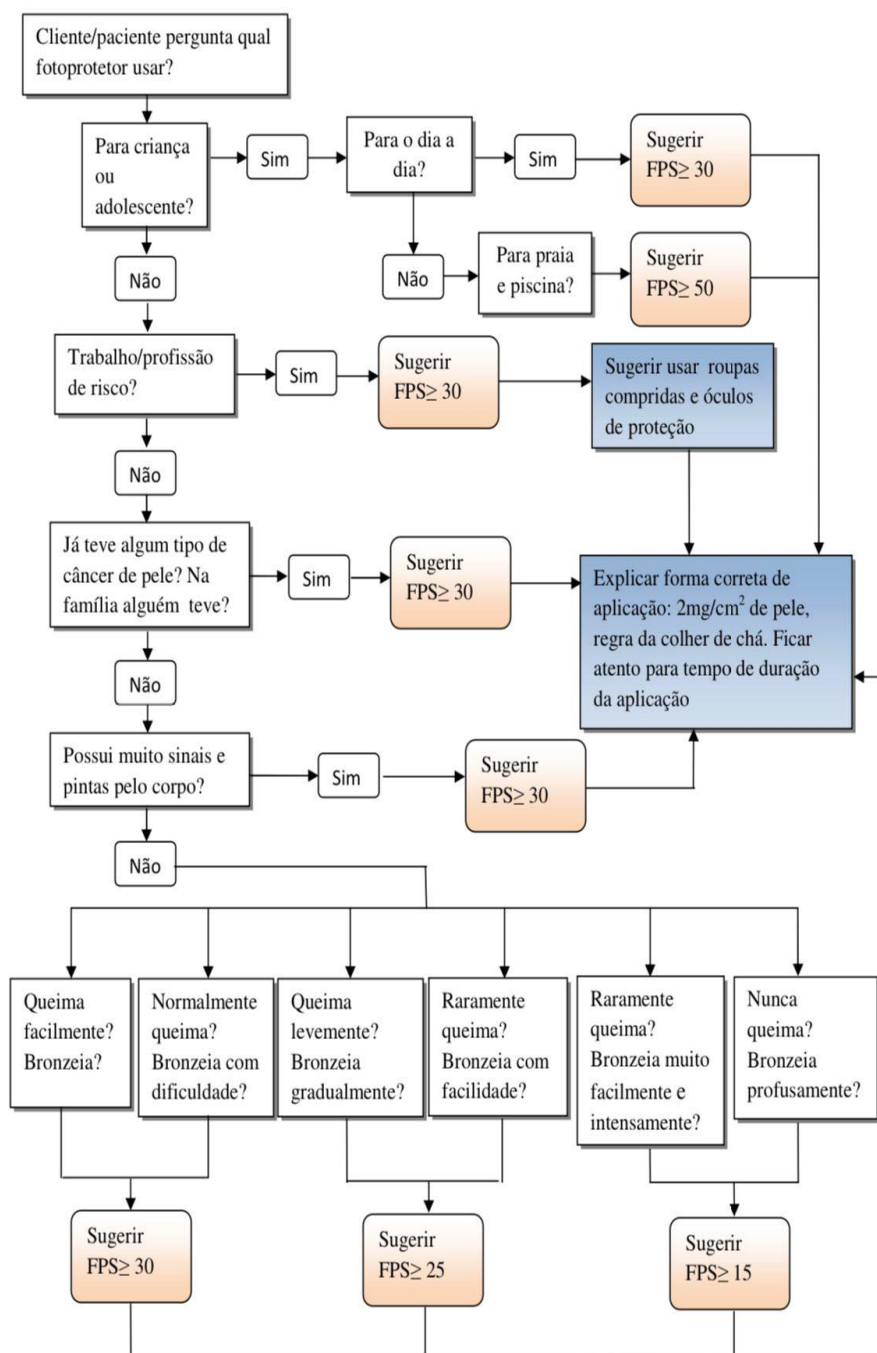 Cliente/paciente pergunta qual
fotoprotetor usar?
Para criança
ou
adolescente?
Sim
Para o dia a
dia?
Sim
Sugerir
FPS≥ 30
Não
Não
Para praia
e piscina?
Sugerir
FPS≥ 50
Trabalho/profissão
de risco?
Sim
Sugerir
FPS≥ 30
Sugerir usar roupas
compridas e óculos
de proteção
Não
Já teve algum tipo de
câncer de pele? Na
família alguém teve?
Sim
Sugerir
FPS≥ 30
Explicar forma correta de
aplicação: 2mg/cm² de pele,
regra da colher de chá. Ficar
atento para tempo de duração
da aplicação
Não
Possui muito sinais e
pintas pelo corpo?
Sim
Sugerir
FPS≥ 30
Não
Queima
facilmente?
Bronzeia?
Normalmente
queima?
Bronzeia com
dificuldade?
Queima
levemente?
Bronzeia
gradualmente?
Raramente
queima?
Bronzeia com
facilidade?
Raramente
queima?
Bronzeia muito
facilmente e
intensamente?
Nunca
queima?
Bronzeia
profusamente?
Sugerir
FPS≥ 30
Sugerir
FPS≥ 25
Sugerir
FPS≥ 15